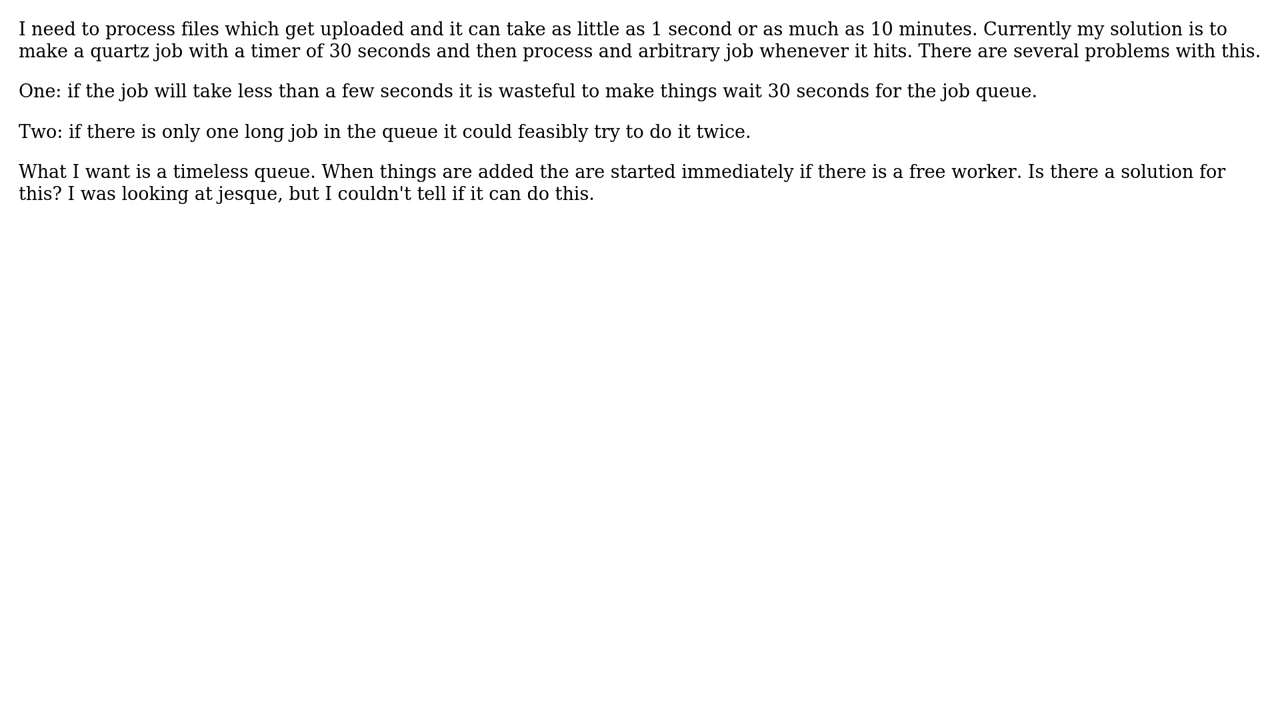 I need to process files which get uploaded and it can take as little as 1 second or as much as 10 minutes. Currently my solution is to
make a quartz job with a timer of 30 seconds and then process and arbitrary job whenever it hits. There are several problems with this.
One: if the job will take less than a few seconds it is wasteful to make things wait 30 seconds for the job queue.
Two: if there is only one long job in the queue it could feasibly try to do it twice.
What I want is a timeless queue. When things are added the are started immediately if there is a free worker. Is there a solution for
this? I was looking at jesque, but I couldn't tell if it can do this.